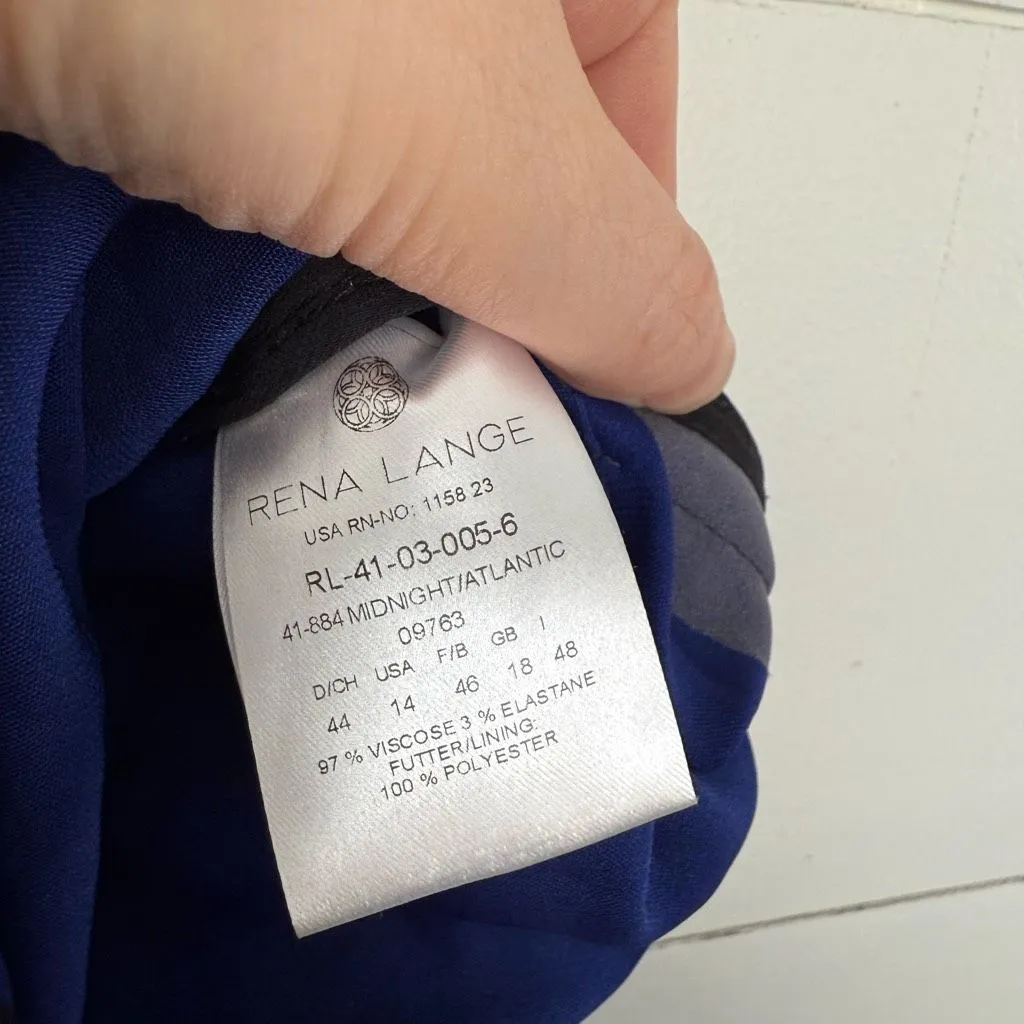 RENA LANGE
USA RN-NO: 1158 23
RL-41-03-005-6
41-884 MIDNIGHT/ATLANTIC
09763
D/CH USA F/B GB I
44 14 46 18 48
97 % VISCOSE 3 % ELASTANE
FUTTER/LINING:
100 % POLYESTER